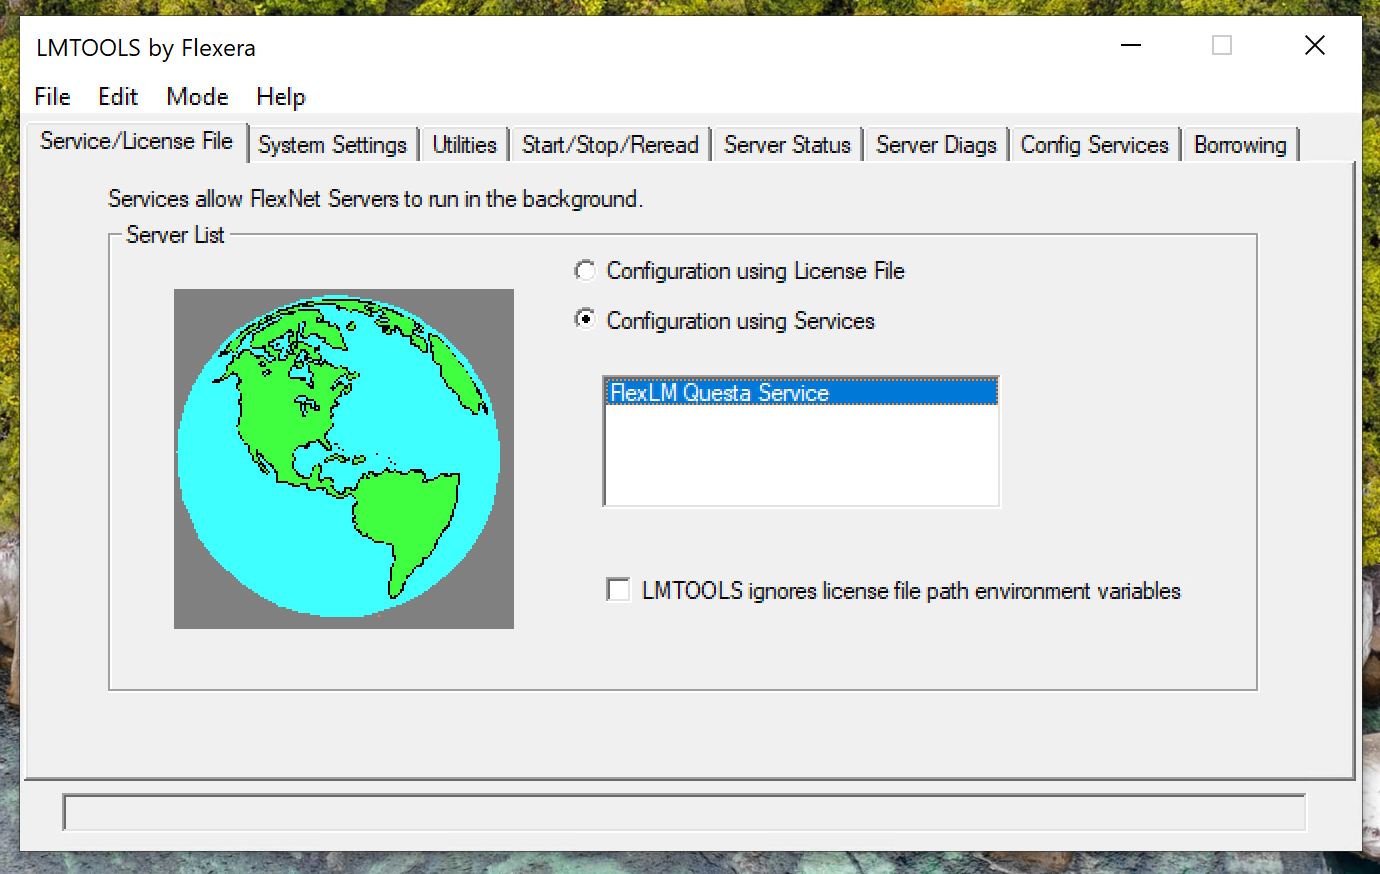 LMTOOLS by Flexera
File Edit Mode Help
Service/License File System Settings Utilities Start/Stop/Reread Server Status Server Diags Config Services Borrowing
Services allow FlexNet Servers to run in the background.
Server List
Configuration using License File
Configuration using Services
FlexLM Questa Service
LMTOOLS ignores license file path environment variables